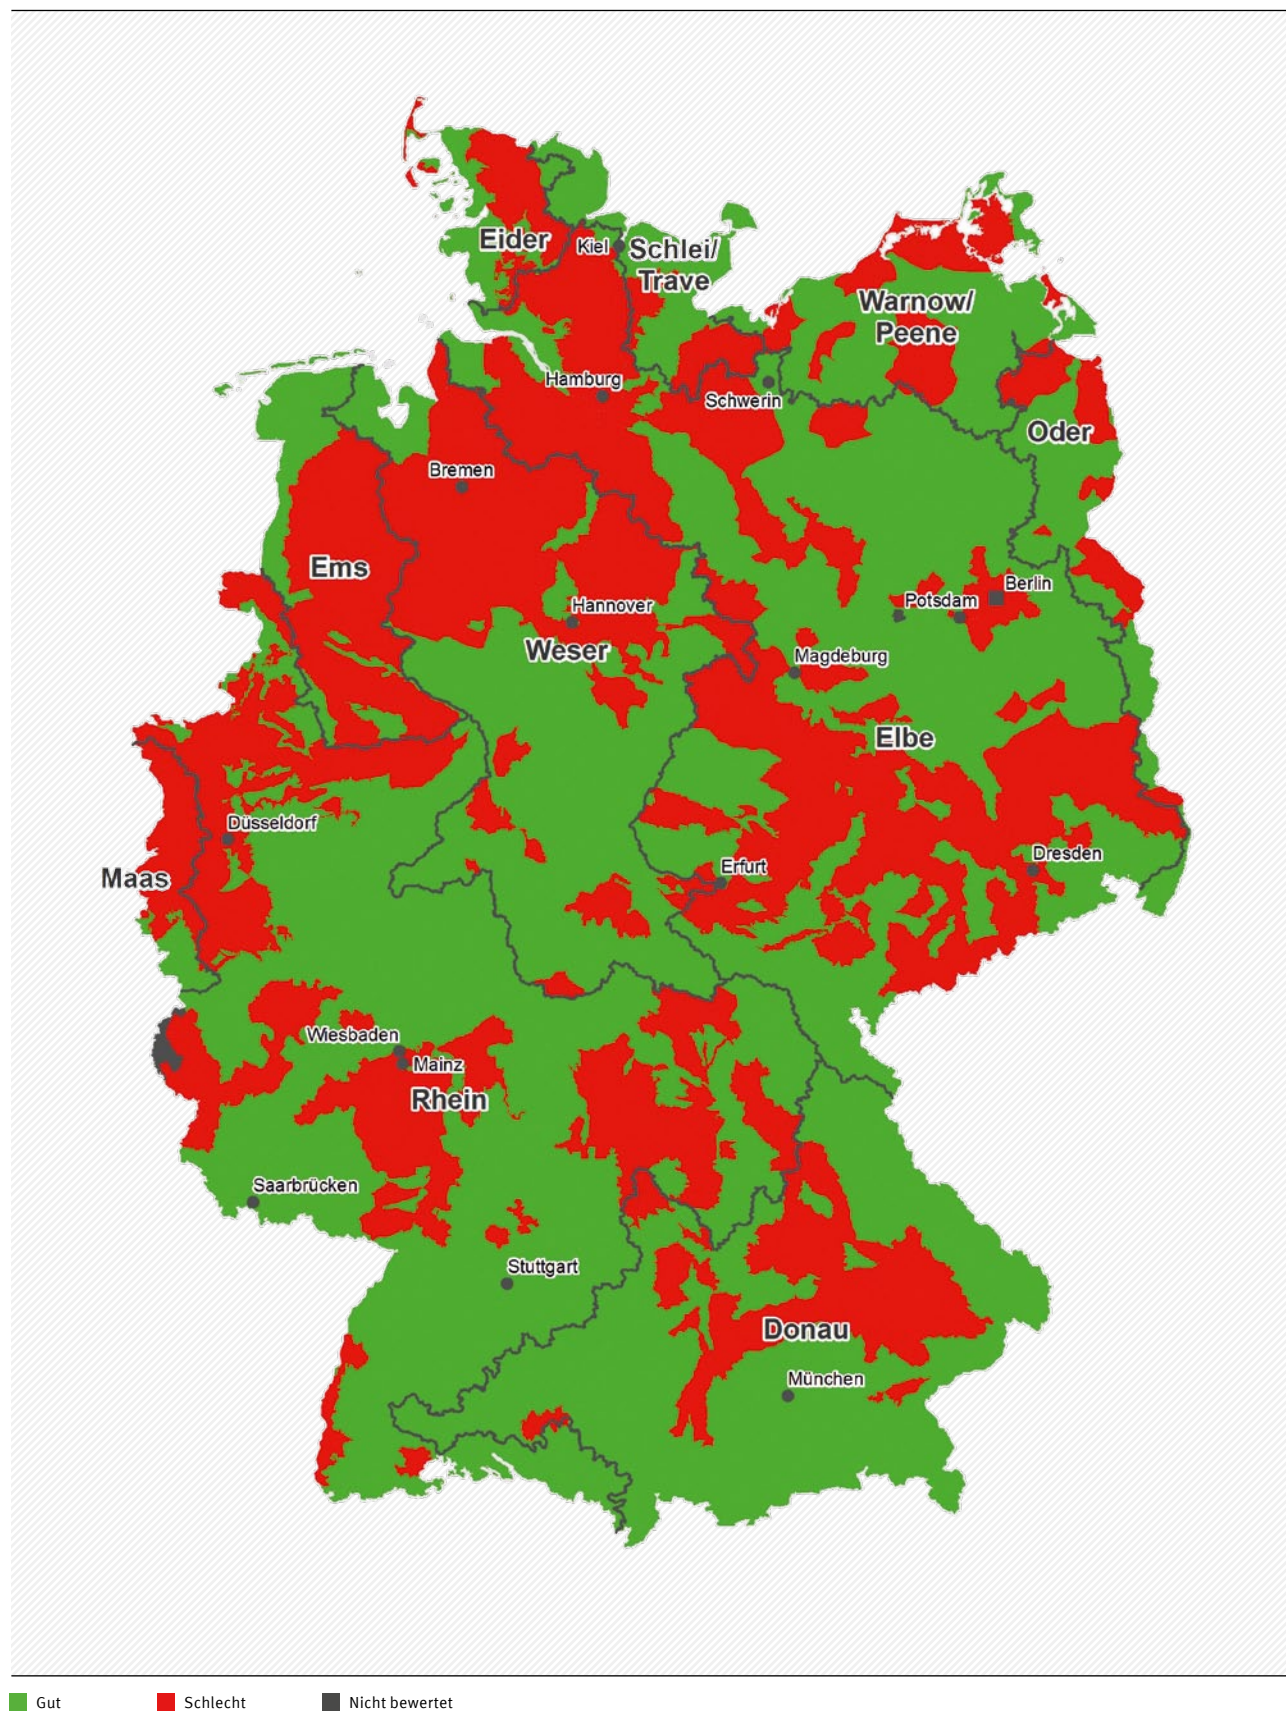 Eider
Kiel
Schlei/
Trave
Warnow/
Peene
Hamburg
Schwerin
Oder
Bremen
Ems
Berlin
Potsdam
Hannover
Weser
Magdeburg
Elbe
Düsseldorf
Maas
Erfurt
Dresden
Wiesbaden
Mainz
Rhein
Saarbrücken
Stuttgart
Donau
München
Gut Schlecht Nicht bewertet